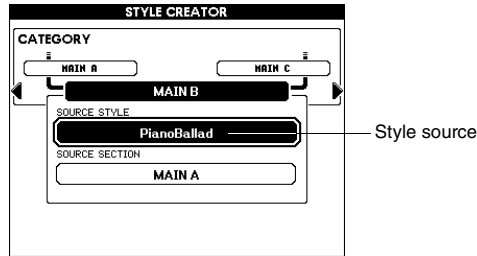 STYLE CREATOR
CATEGORY
MAIN A
MAIN C
MAIN B
SOURCE STYLE
PianoBallad
Style source
SOURCE SECTION
MAIN A